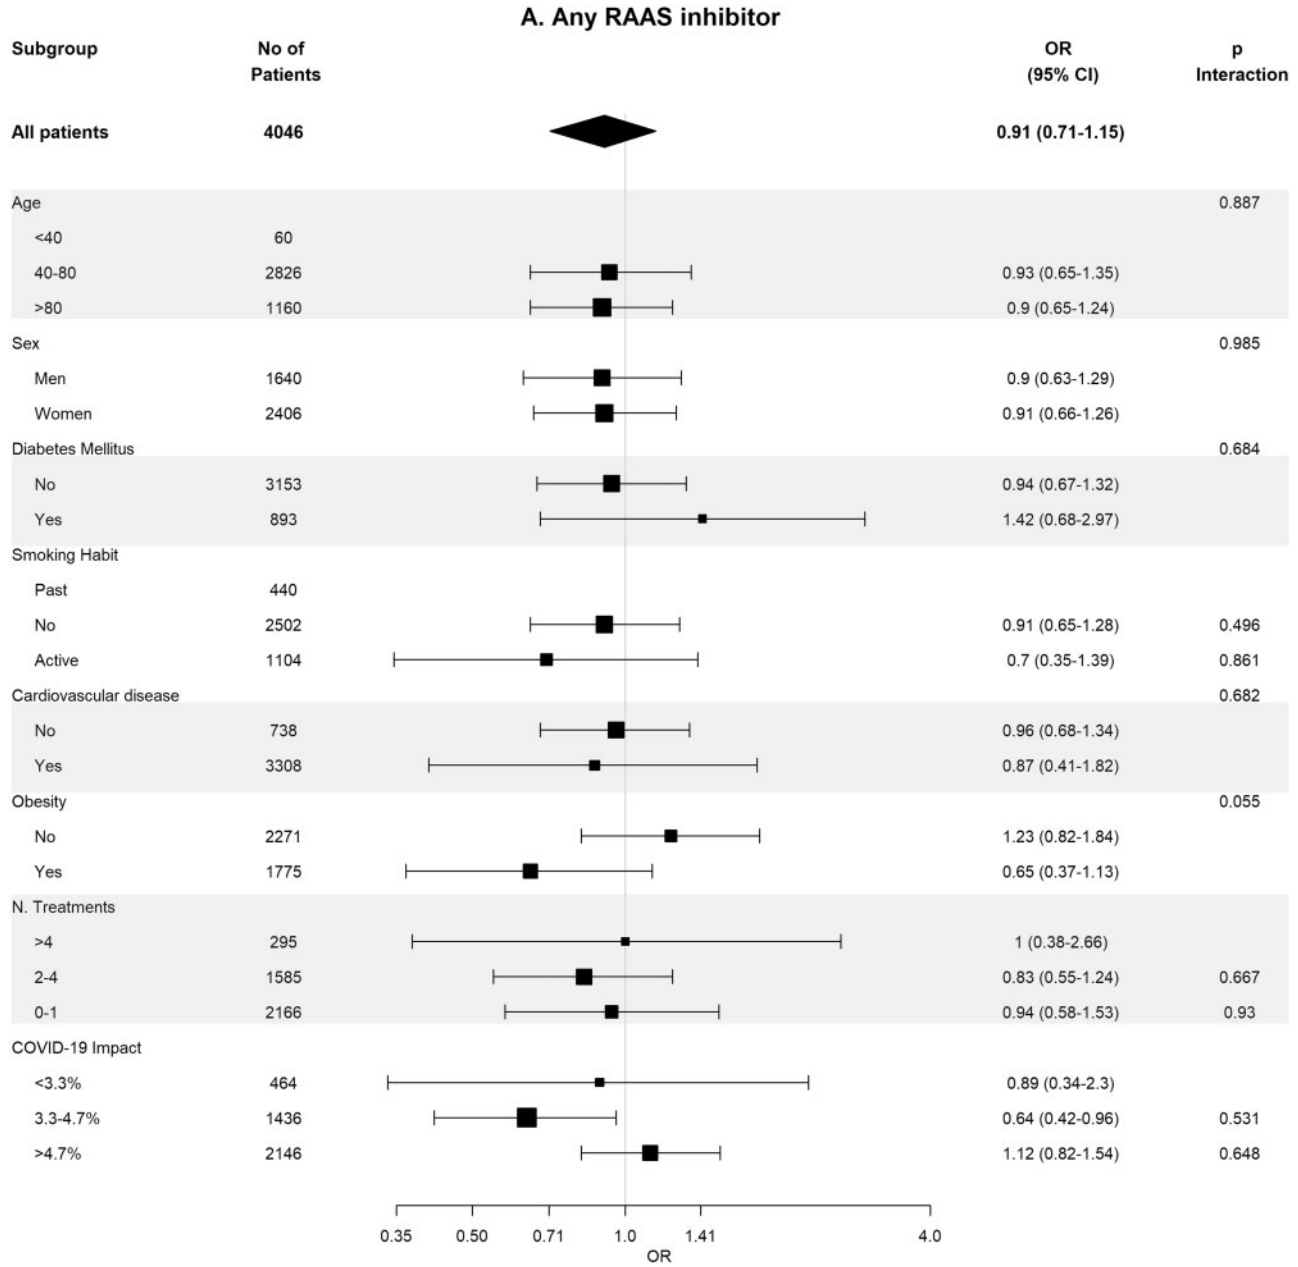 A. Any RAAS inhibitor
Subgroup No of Patients OR (95% CI) p Interaction
All patients 4046 0.91 (0.71-1.15)
Age 0.887
<40 60
40-80 2826 0.93 (0.65-1.35)
>80 1160 0.9 (0.65-1.24)
Sex 0.985
Men 1640 0.9 (0.63-1.29)
Women 2406 0.91 (0.66-1.26)
Diabetes Mellitus 0.684
No 3153 0.94 (0.67-1.32)
Yes 893 1.42 (0.68-2.97)
Smoking Habit
Past 440
No 2502 0.91 (0.65-1.28) 0.496
Active 1104 0.7 (0.35-1.39) 0.861
Cardiovascular disease 0.682
No 738 0.96 (0.68-1.34)
Yes 3308 0.87 (0.41-1.82)
Obesity 0.055
No 2271 1.23 (0.82-1.84)
Yes 1775 0.65 (0.37-1.13)
N. Treatments
>4 295 1 (0.38-2.66)
2-4 1585 0.83 (0.55-1.24) 0.667
0-1 2166 0.94 (0.58-1.53) 0.93
COVID-19 Impact
<3.3% 464 0.89 (0.34-2.3)
3.3-4.7% 1436 0.64 (0.42-0.96) 0.531
>4.7% 2146 1.12 (0.82-1.54) 0.648
0.35 0.50 0.71 1.0 1.41 4.0
OR